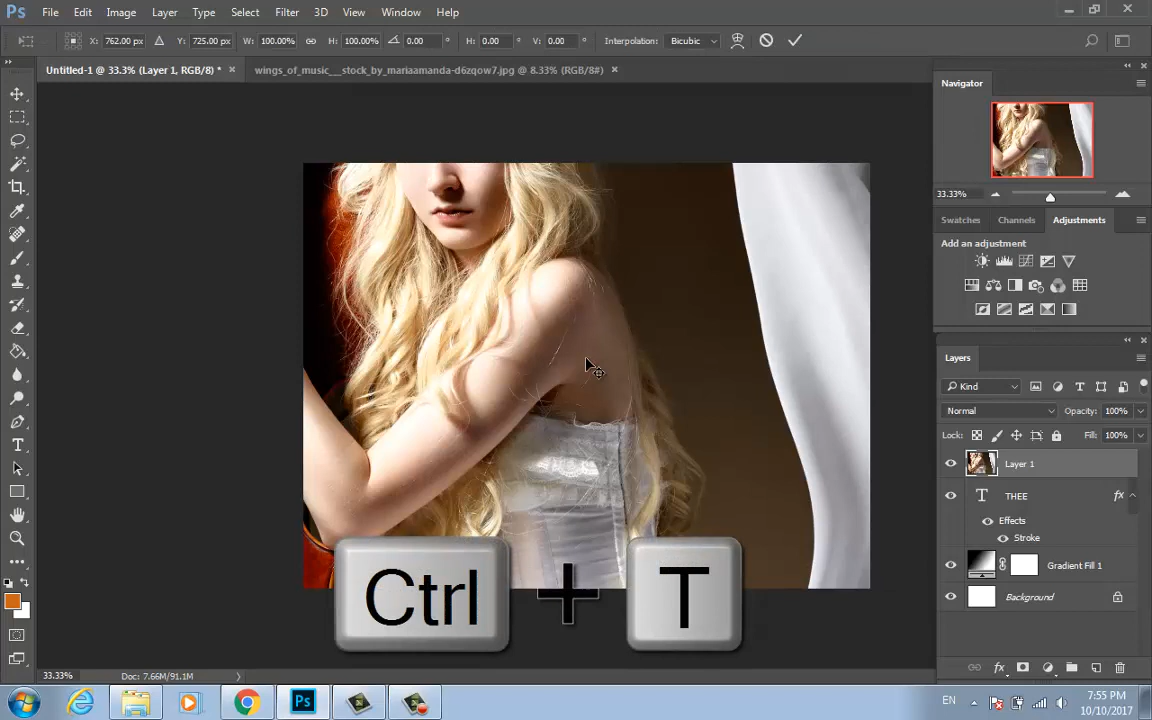 Ps File Edit Image Layer Type Select Filter 3D View Window Help
X: 762.00 px Y: 725.00 px W: 100.00% H: 100.00% 0.00 H: 0.00 V: 0.00 Interpolation: Bicubic
Untitled-1 @ 33.3% (Layer 1, RGB/8) * × wings_of_music__stock_by_mariaamanda-d6zqow7.jpg @ 8.33% (RGB/8#) ×
Navigator
33.33%
Swatches Channels Adjustments
Add an adjustment
Layers
Kind
Normal Opacity: 100%
Lock: Fill: 100%
Layer 1
T THEE fx
Effects
Stroke
Gradient Fill 1
Background
Ctrl + T
fx
33.33% Doc: 7.66M/91.1M
Ps EN 7:55 PM
10/10/2017